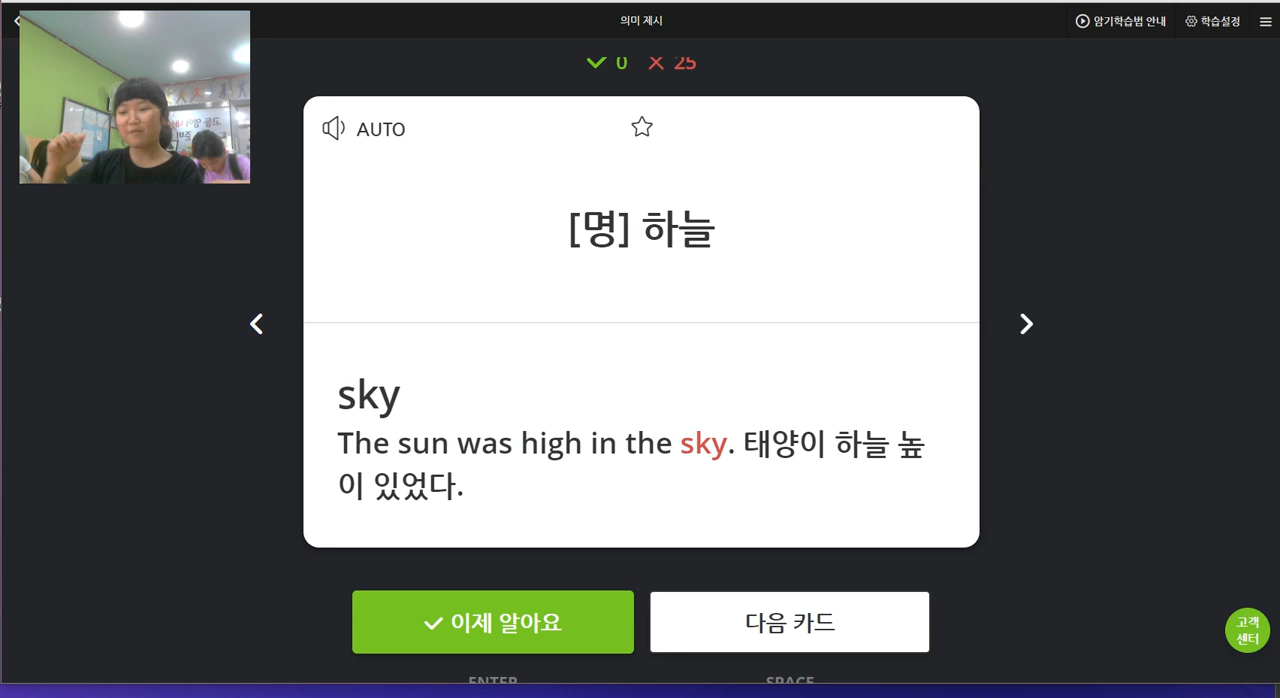 의미 제시
암기학습법 안내
학습설정
0
25
AUTO
[명] 하늘
sky
The sun was high in the sky. 태양이 하늘 높
이 있었다.
이제 알아요
다음 카드
고객
센터
ENTER
SPACE